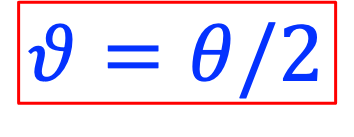 ϑ = θ/2